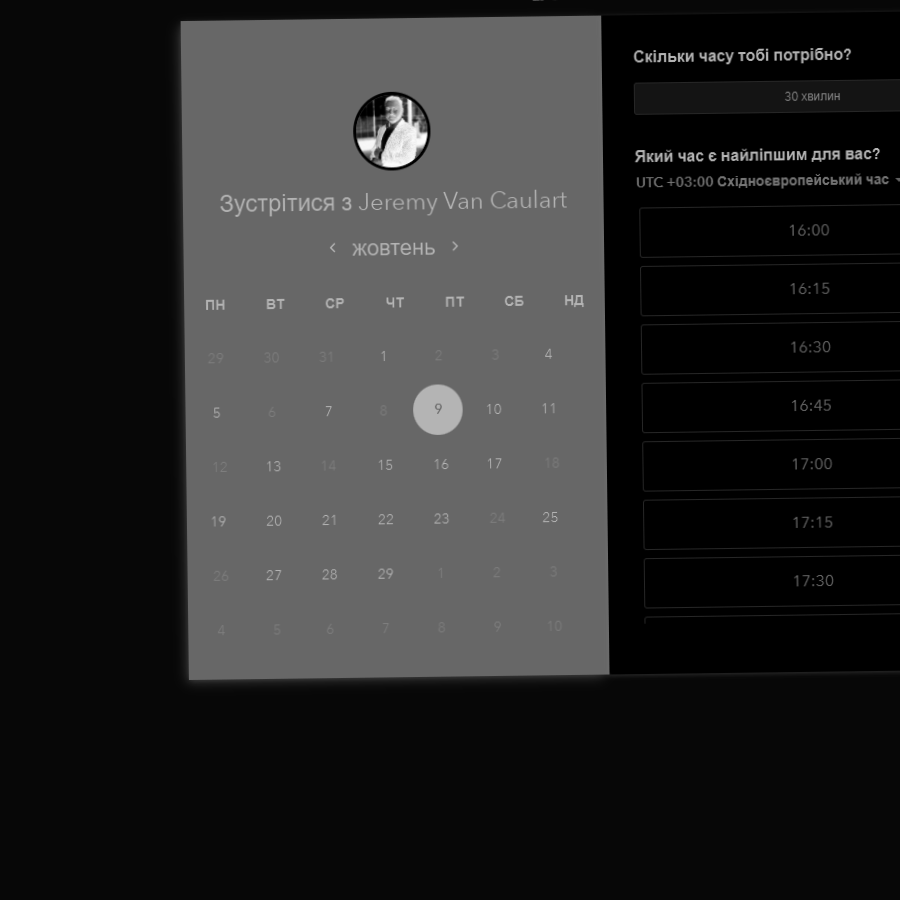 Зустрітися з Jeremy Van Caulart
жовтень
ПН ВТ СР ЧТ ПТ СБ НД
29 30 31 1 2 3 4
5 6 7 8 9 10 11
12 13 14 15 16 17 18
19 20 21 22 23 24 25
26 27 28 29 1 2 3
4 5 6 7 8 9 10
Скільки часу тобі потрібно?
30 хвилин
Який час є найліпшим для вас?
UTC +03:00 Східноєвропейський час
16:00
16:15
16:30
16:45
17:00
17:15
17:30